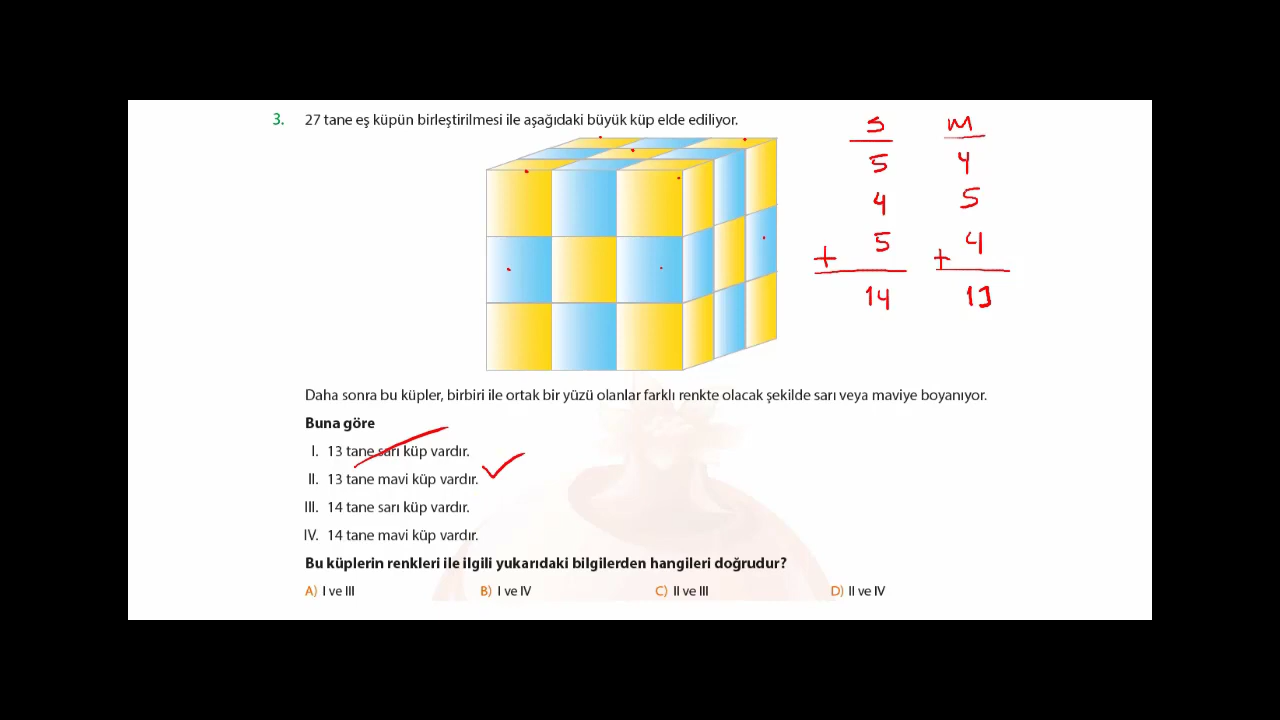 3. 27 tane eş küpün birleştirilmesi ile aşağıdaki büyük küp elde ediliyor.
S M
5 4
4 5
+ 5 + 4
14 13
Daha sonra bu küpler, birbiri ile ortak bir yüzü olanlar farklı renkte olacak şekilde sarı veya maviye boyanıyor.
Buna göre
I. 13 tane sarı küp vardır.
II. 13 tane mavi küp vardır.
III. 14 tane sarı küp vardır.
IV. 14 tane mavi küp vardır.
Bu küplerin renkleri ile ilgili yukarıdaki bilgilerden hangileri doğrudur?
A) I ve III B) I ve IV C) II ve III D) II ve IV